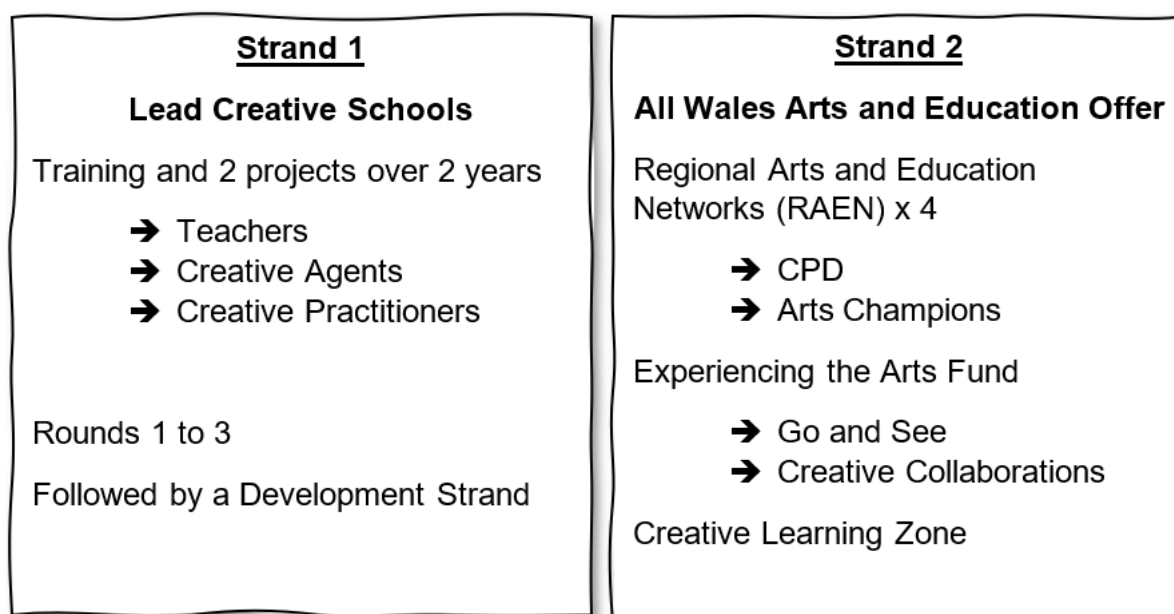 Strand 1
Lead Creative Schools
Training and 2 projects over 2 years
➔ Teachers
➔ Creative Agents
➔ Creative Practitioners
Rounds 1 to 3
Followed by a Development Strand
Strand 2
All Wales Arts and Education Offer
Regional Arts and Education
Networks (RAEN) x 4
➔ CPD
➔ Arts Champions
Experiencing the Arts Fund
➔ Go and See
➔ Creative Collaborations
Creative Learning Zone